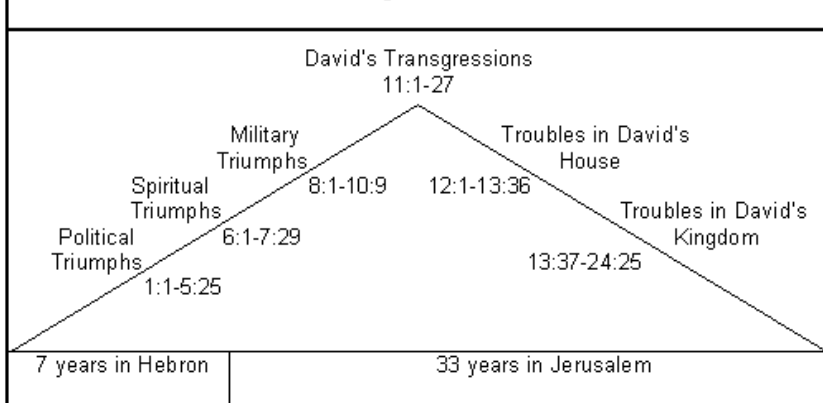 David's Transgressions
11:1-27
Military
Triumphs
8:1-10:9
Spiritual
Triumphs
6:1-7:29
Political
Triumphs
1:1-5:25
Troubles in David's
House
12:1-13:36
Troubles in David's
Kingdom
13:37-24:25
7 years in Hebron
33 years in Jerusalem